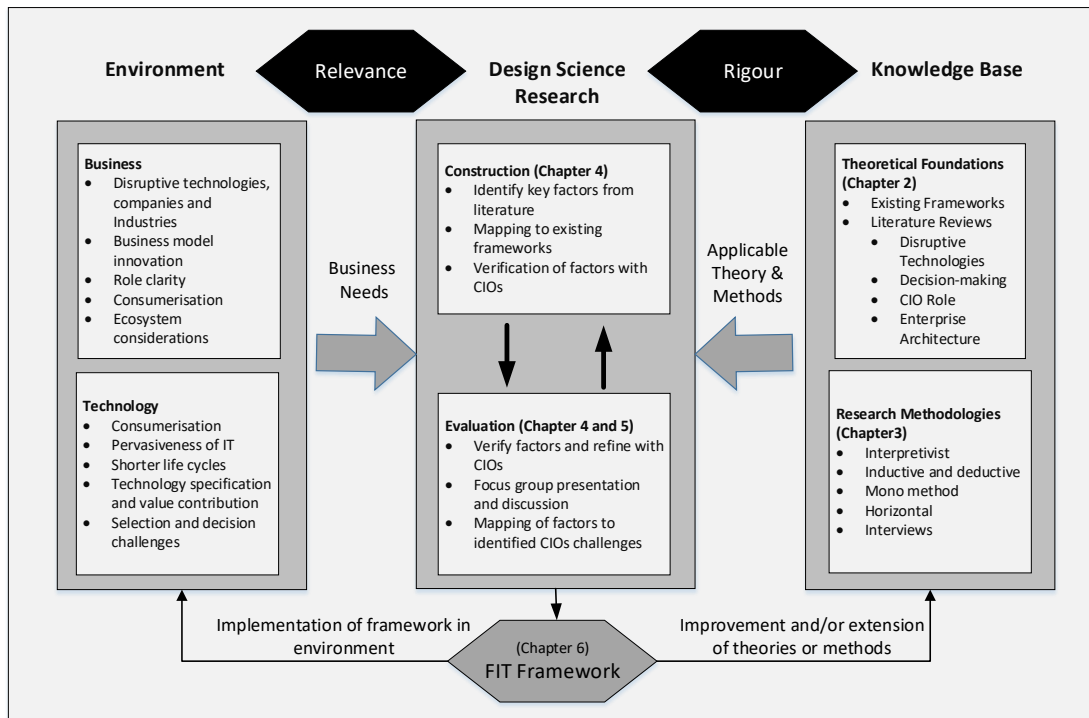 Environment
Relevance
Design Science
Research
Rigour
Knowledge Base
Business
• Disruptive technologies,
companies and
Industries
• Business model
innovation
• Role clarity
• Consumerisation
• Ecosystem
considerations
Technology
• Consumerisation
• Pervasiveness of IT
• Shorter life cycles
• Technology specification
and value contribution
• Selection and decision
challenges
Business
Needs
Construction (Chapter 4)
• Identify key factors from
literature
• Mapping to existing
frameworks
• Verification of factors with
CIOs
Evaluation (Chapter 4 and 5)
• Verify factors and refine with
CIOs
• Focus group presentation
and discussion
• Mapping of factors to
identified CIOs challenges
Applicable
Theory &
Methods
Theoretical Foundations
(Chapter 2)
• Existing Frameworks
• Literature Reviews
• Disruptive
Technologies
• Decision-making
• CIO Role
• Enterprise
Architecture
Research Methodologies
(Chapter3)
• Interpretivist
• Inductive and deductive
• Mono method
• Horizontal
• Interviews
Implementation of framework in
environment
(Chapter 6)
FIT Framework
Improvement and/or extension
of theories or methods